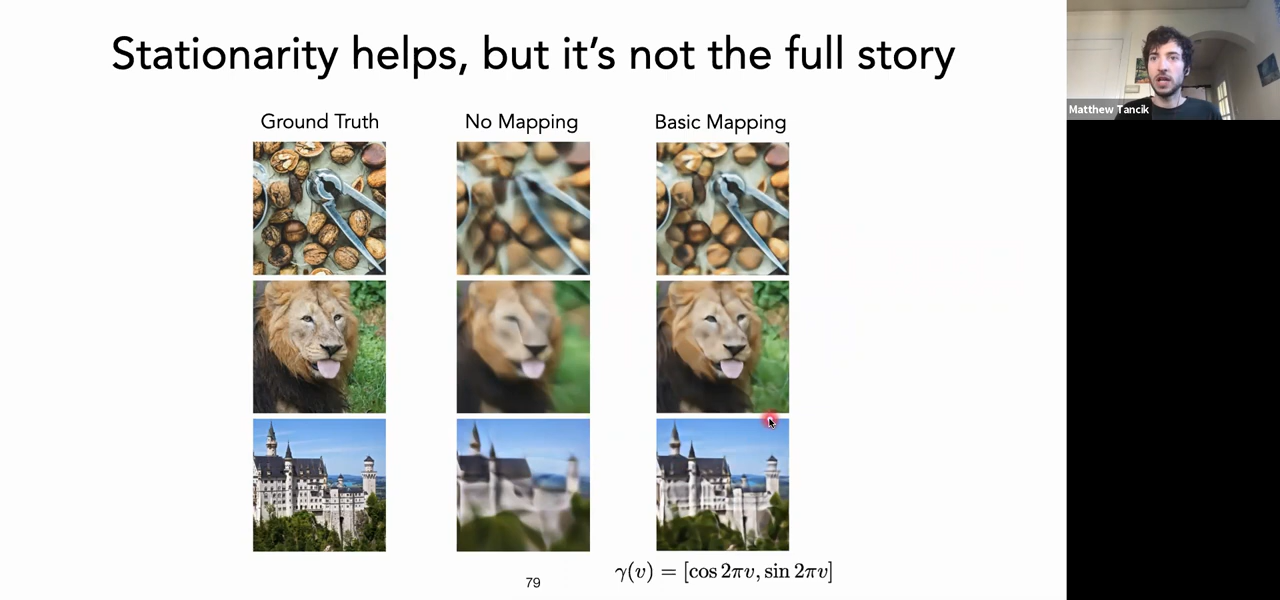 Stationarity helps, but it's not the full story
Ground Truth
No Mapping
Basic Mapping
γ(v) = [cos 2πv, sin 2πv]
79
Matthew Tancik